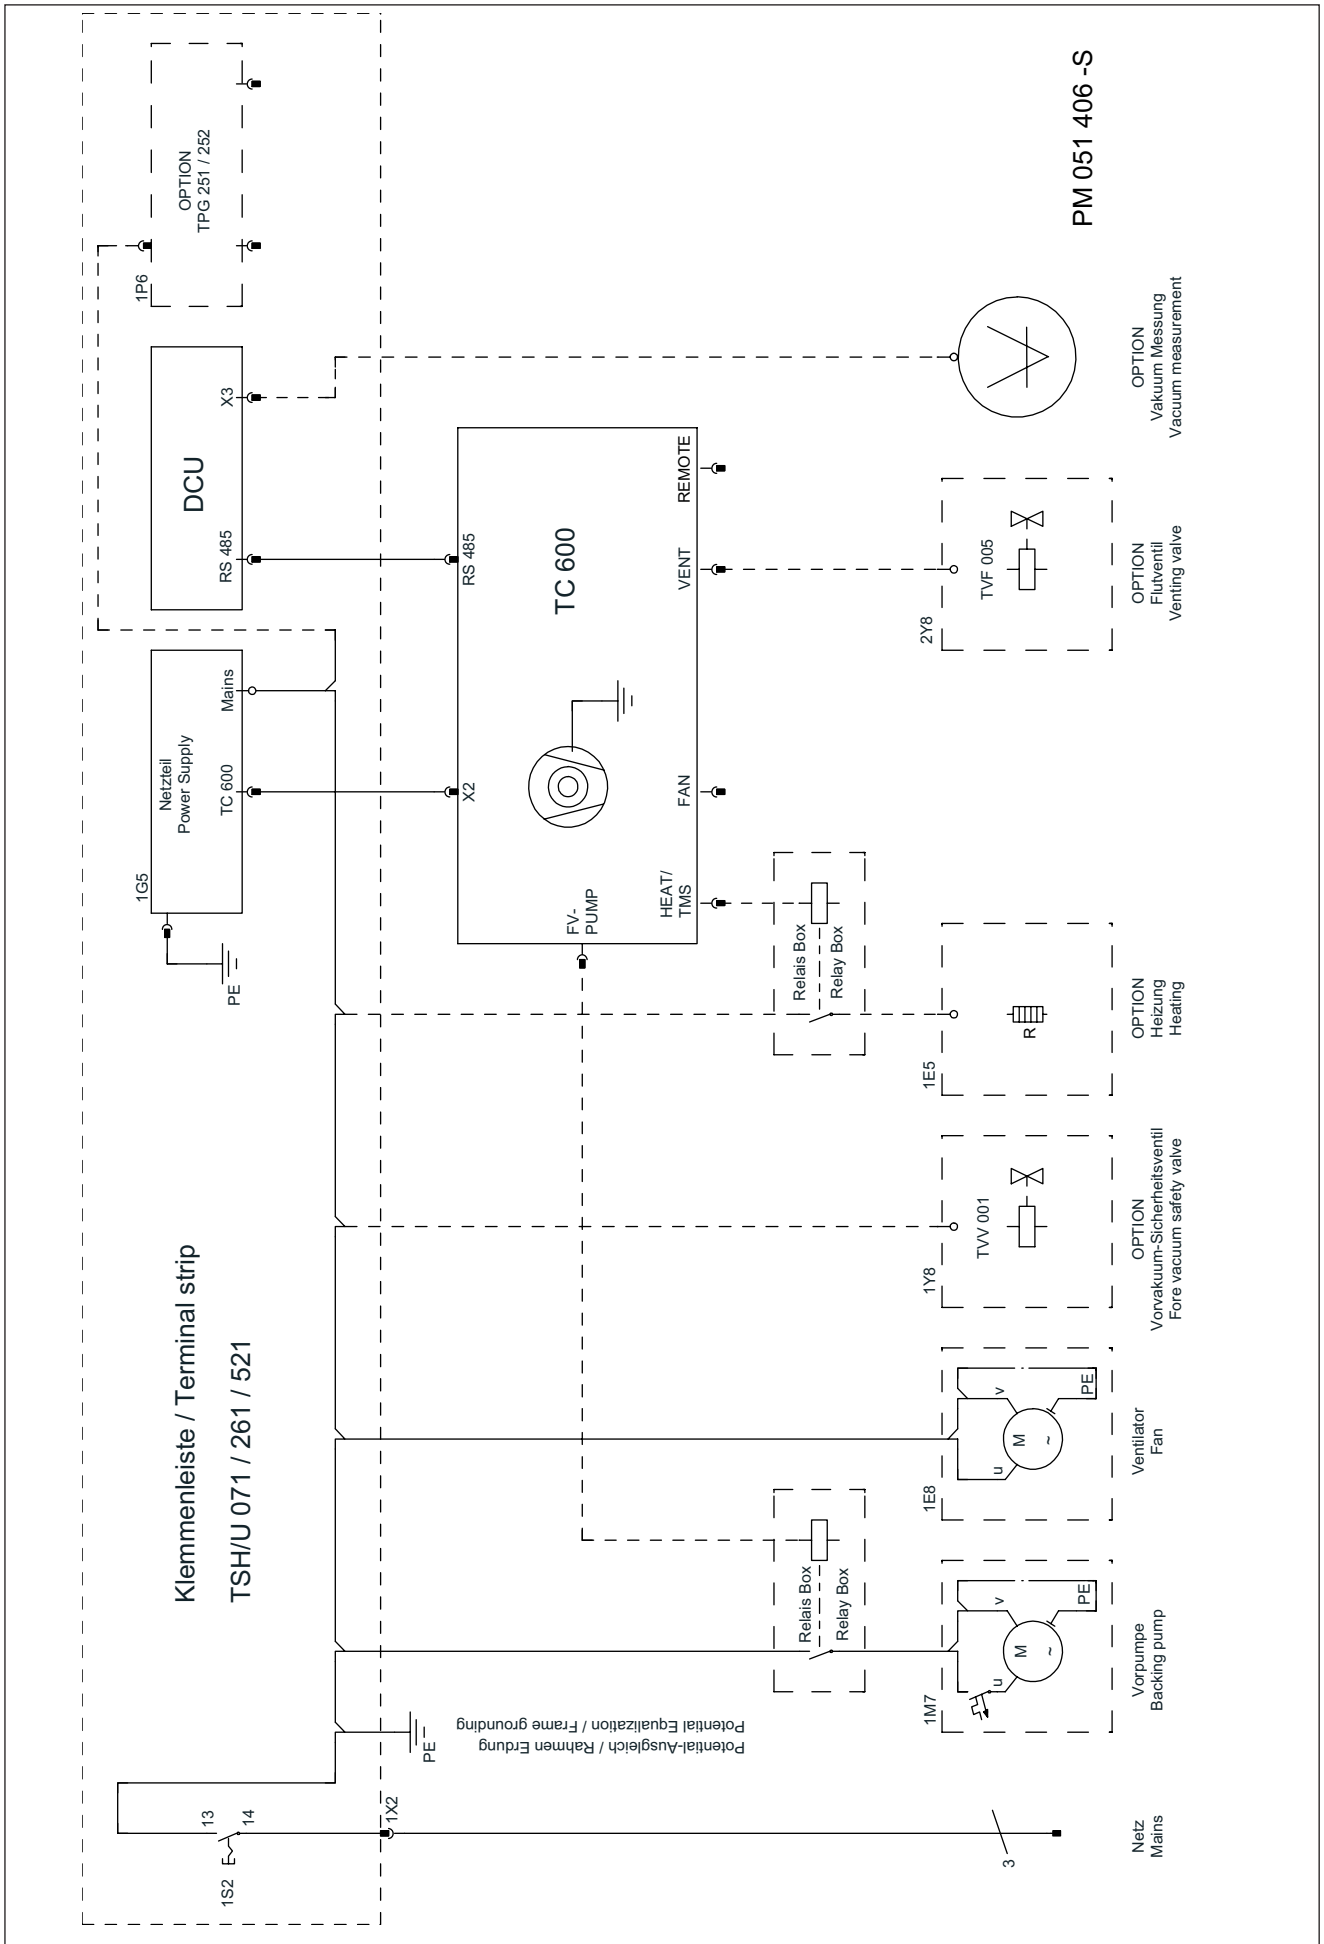 Klemmenleiste / Terminal strip
TSH/U 071 / 261 / 521
1S2
13
14
1X2
3
Netz
Mains
PE
Potential-Ausgleich / Rahmen Erdung
Potential Equalization / Frame grounding
1G5
Netzteil
Power Supply
TC 600
Mains
PE
DCU
RS 485
X3
1P6
OPTION
TPG 251 / 252
TC 600
X2
RS 485
FV-
PUMP
HEAT/
TMS
FAN
VENT
REMOTE
Relais Box
Relay Box
Relais Box
Relay Box
1M7
u
v
M
~
PE
Vorpumpe
Backing pump
1E8
u
v
M
~
PE
Ventilator
Fan
1Y8
TVV 001
OPTION
Vorvakuum-Sicherheitsventil
Fore vacuum safety valve
1E5
R
OPTION
Heizung
Heating
2Y8
TVF 005
OPTION
Flutventil
Venting valve
OPTION
Vakuum Messung
Vacuum measurement
PM 051 406 -S